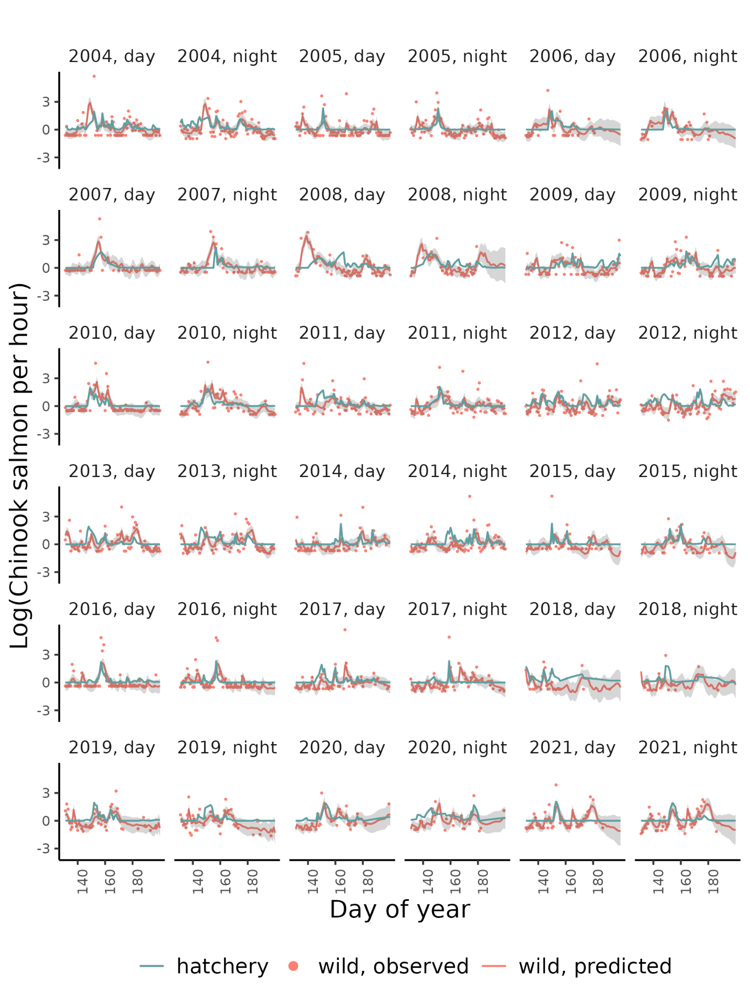 2004, day 2004, night 2005, day 2005, night 2006, day 2006, night
3
0
-3
2007, day 2007, night 2008, day 2008, night 2009, day 2009, night
3
0
-3
2010, day 2010, night 2011, day 2011, night 2012, day 2012, night
3
0
-3
2013, day 2013, night 2014, day 2014, night 2015, day 2015, night
3
0
-3
2016, day 2016, night 2017, day 2017, night 2018, day 2018, night
3
0
-3
2019, day 2019, night 2020, day 2020, night 2021, day 2021, night
3
0
-3
Log(Chinook salmon per hour)
140 160 180 140 160 180 140 160 180 140 160 180 140 160 180 140 160 180
Day of year
hatchery wild, observed wild, predicted